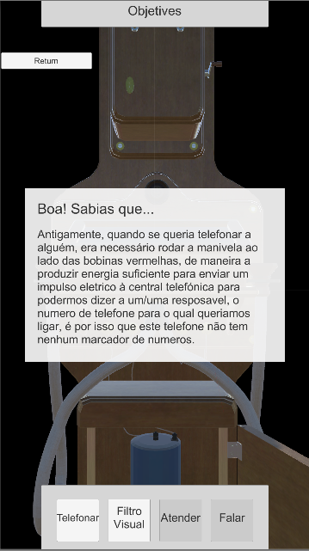 Objetives
Return
Boa! Sabias que...
Antigamente, quando se queria telefonar a
alguém, era necessário rodar a manivela ao
lado das bobinas vermelhas, de maneira a
produzir energia suficiente para enviar um
impulso eletrico à central telefónica para
podermos dizer a um/uma resposavel, o
numero de telefone para o qual queriamos
ligar, é por isso que este telefone não tem
nenhum marcador de numeros.
Telefonar
Filtro
Visual
Atender
Falar